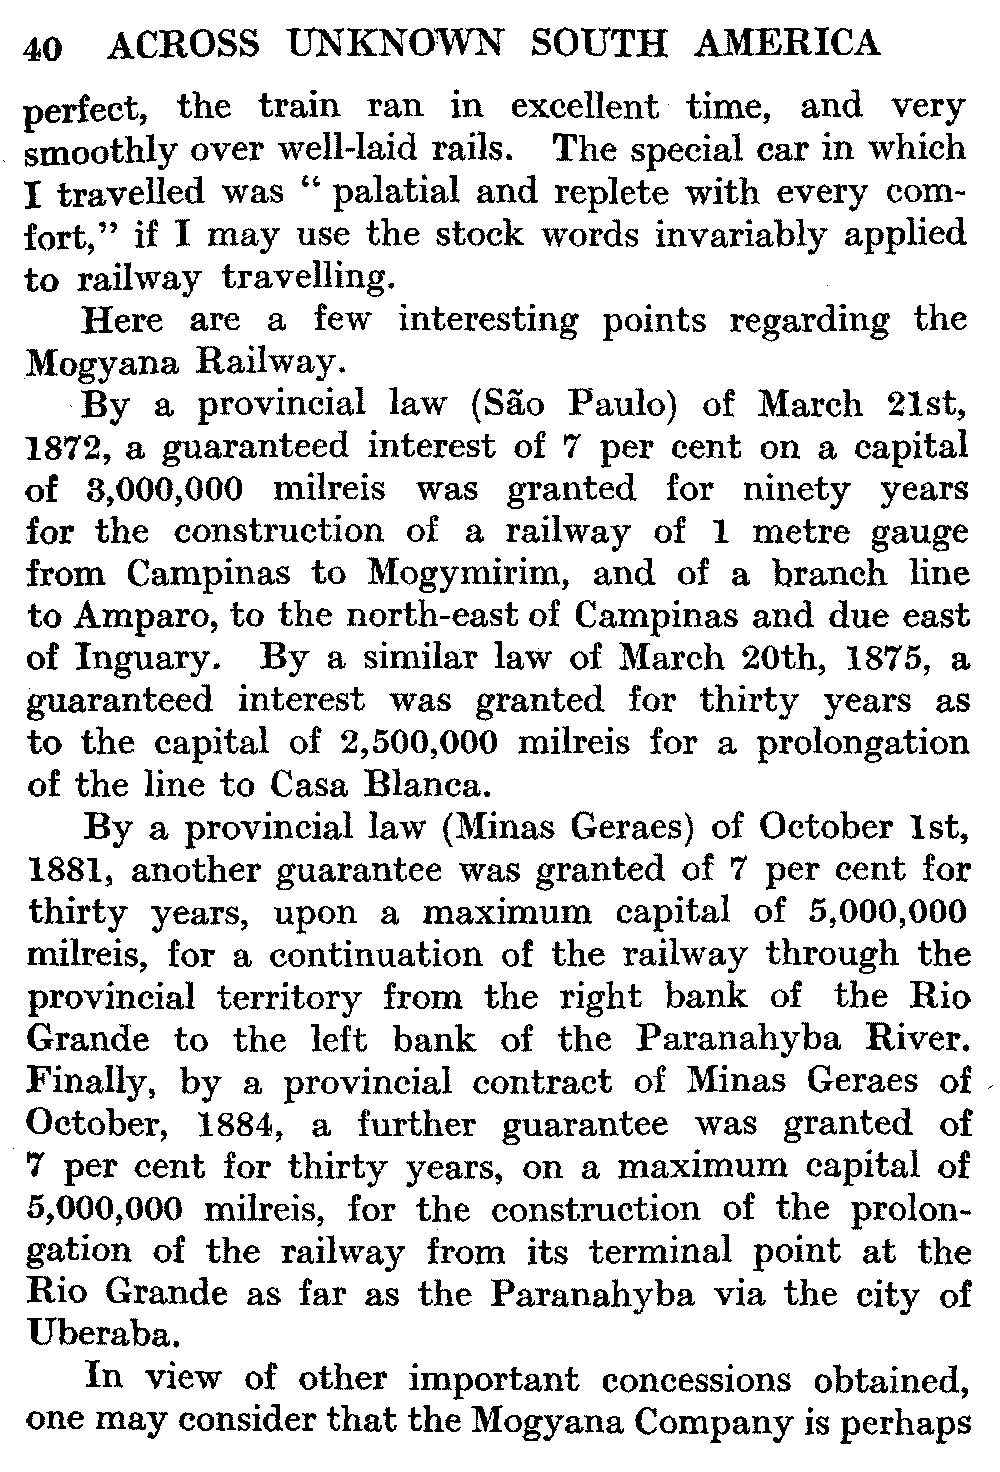 40 ACROSS UNKNOWN SOUTH AMERICA
perfect, the train ran in excellent time, and very
smoothly over well-laid rails. The special car in which
I travelled was “ palatial and replete with every com-
fort,” if I may use the stock words invariably applied
to railway travelling.
Here are a few interesting points regarding the
Mogyana Railway.
By a provincial law (São Paulo) of March 21st,
1872, a guaranteed interest of 7 per cent on a capital
of 3,000,000 milreis was granted for ninety years
for the construction of a railway of 1 metre gauge
from Campinas to Mogymirim, and of a branch line
to Amparo, to the north-east of Campinas and due east
of Inguary. By a similar law of March 20th, 1875, a
guaranteed interest was granted for thirty years as
to the capital of 2,500,000 milreis for a prolongation
of the line to Casa Blanca.
By a provincial law (Minas Geraes) of October 1st,
1881, another guarantee was granted of 7 per cent for
thirty years, upon a maximum capital of 5,000,000
milreis, for a continuation of the railway through the
provincial territory from the right bank of the Rio
Grande to the left bank of the Paranahyba River.
Finally, by a provincial contract of Minas Geraes of
October, 1884, a further guarantee was granted of
7 per cent for thirty years, on a maximum capital of
5,000,000 milreis, for the construction of the prolon-
gation of the railway from its terminal point at the
Rio Grande as far as the Paranahyba via the city of
Uberaba.
In view of other important concessions obtained,
one may consider that the Mogyana Company is perhaps